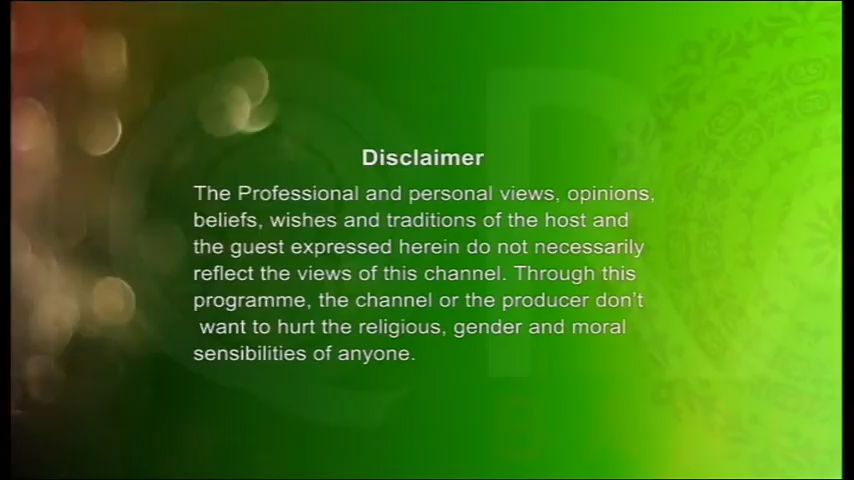 Disclaimer
The Professional and personal views, opinions,
beliefs, wishes and traditions of the host and
the guest expressed herein do not necessarily
reflect the views of this channel. Through this
programme, the channel or the producer don't
want to hurt the religious, gender and moral
sensibilities of anyone.